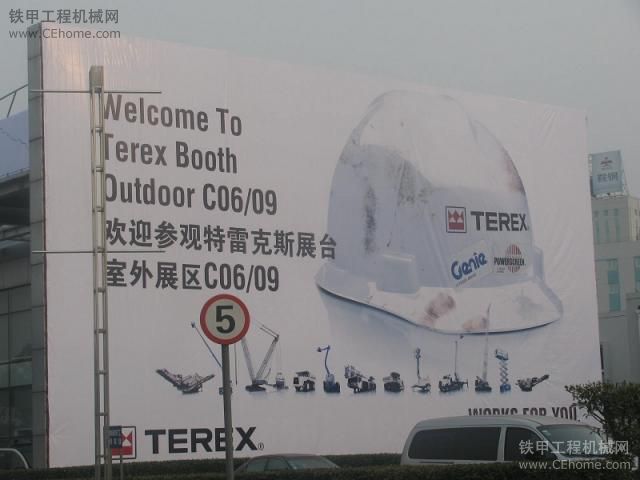 铁甲工程机械网
www.CEhome.com
Welcome To
Terex Booth
Outdoor C06/09
欢迎参观特雷克斯展台
室外展区C06/09
TEREX
Genie
POWERSCREEN
5
WORKS FOR YOU.
TEREX®
铁甲工程机械网
www.CEhome.com